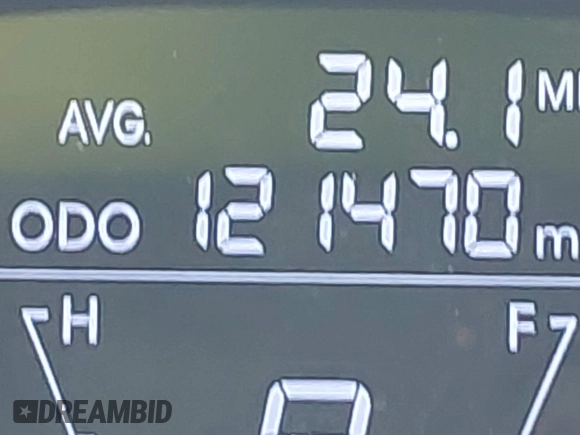 AVG. 24.1 M
ODO 121470 m
H F
DREAMBID